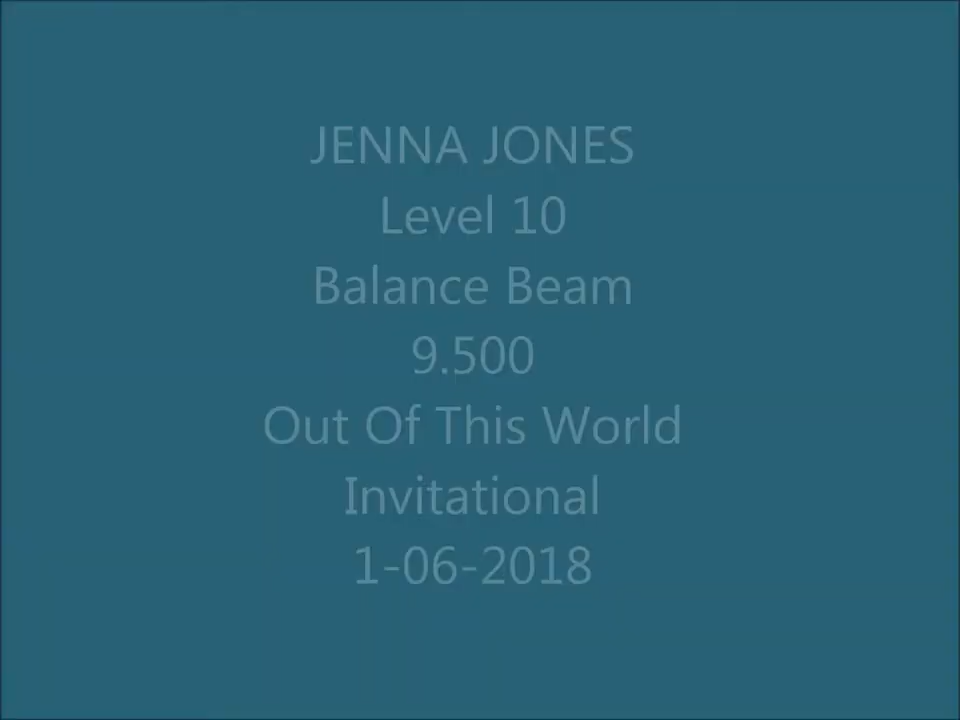 JENNA JONES
Level 10
Balance Beam
9.500
Out Of This World
Invitational
1-06-2018